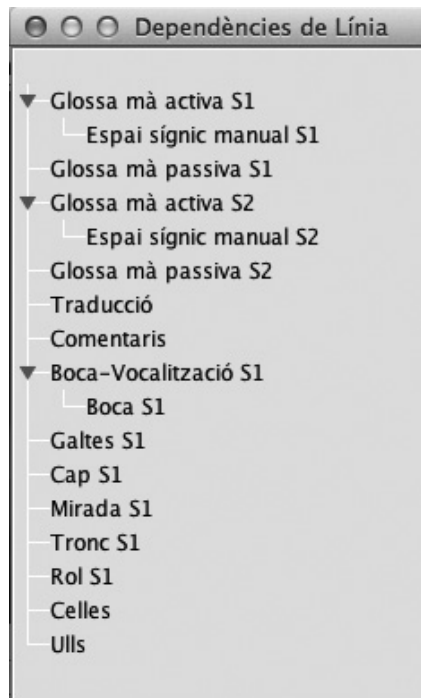 Dependències de Línia
Glossa mà activa S1
Espai sígnic manual S1
Glossa mà passiva S1
Glossa mà activa S2
Espai sígnic manual S2
Glossa mà passiva S2
Traducció
Comentaris
Boca-Vocalització S1
Boca S1
Galtes S1
Cap S1
Mirada S1
Tronc S1
Rol S1
Celles
Ulls